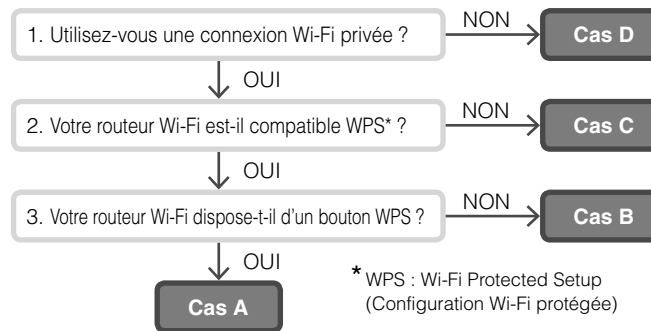 1. Utilisez-vous une connexion Wi-Fi privée ?
NON
Cas D
OUI
2. Votre routeur Wi-Fi est-il compatible WPS* ?
NON
Cas C
OUI
3. Votre routeur Wi-Fi dispose-t-il d'un bouton WPS ?
NON
Cas B
OUI
Cas A
* WPS : Wi-Fi Protected Setup
(Configuration Wi-Fi protégée)